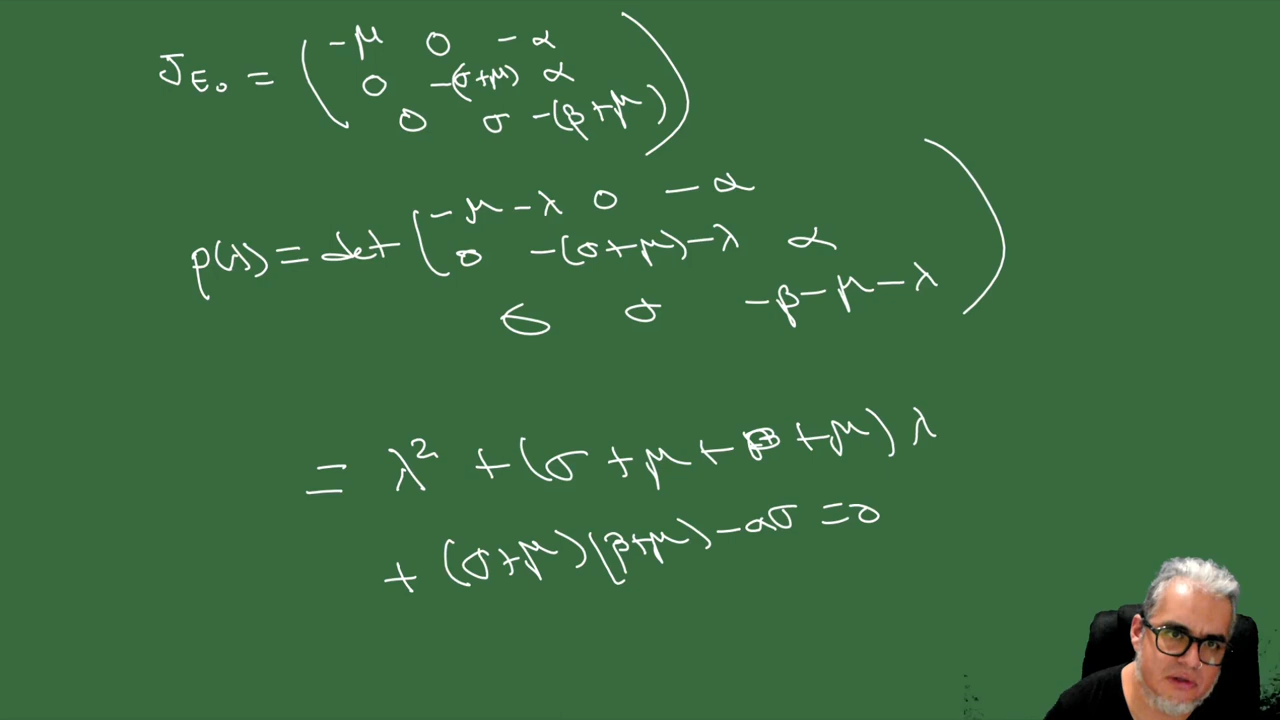 J_{E_0} = ( -μ 0 -α
0 -(σ+μ) α
0 σ -(β+μ) )
p(λ) = det ( -μ-λ 0 -α
0 -(σ+μ)-λ α
0 σ -β-μ-λ )
= λ² + (σ+μ+β+μ)λ
+ (σ+μ)(β+μ)-ασ = 0